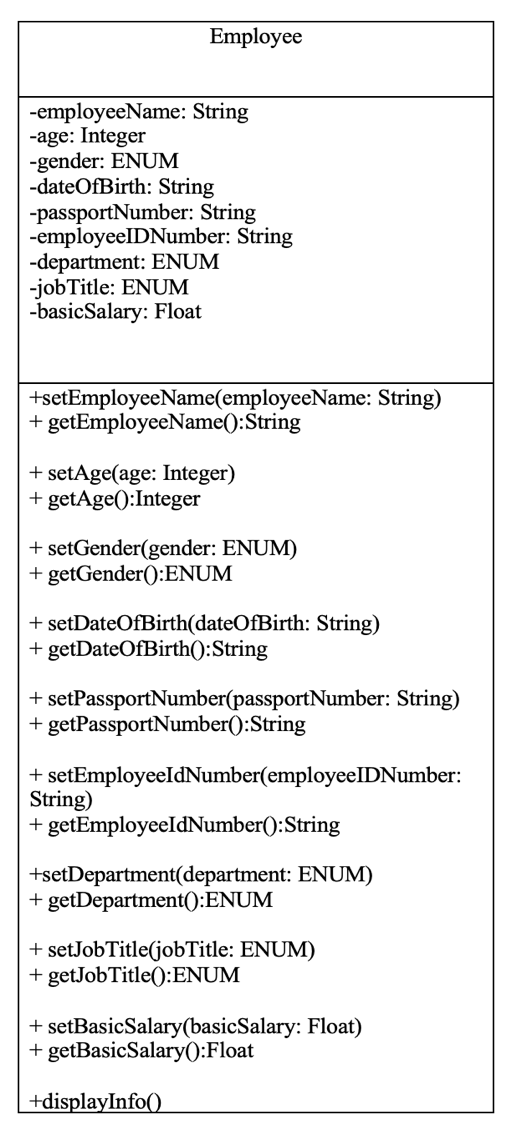 Employee
-employeeName: String
-age: Integer
-gender: ENUM
-dateOfBirth: String
-passportNumber: String
-employeeIDNumber: String
-department: ENUM
-jobTitle: ENUM
-basicSalary: Float
+setEmployeeName(employeeName: String)
+ getEmployeeName():String
+ setAge(age: Integer)
+ getAge():Integer
+ setGender(gender: ENUM)
+ getGender():ENUM
+ setDateOfBirth(dateOfBirth: String)
+ getDateOfBirth():String
+ setPassportNumber(passportNumber: String)
+ getPassportNumber():String
+ setEmployeeIdNumber(employeeIDNumber:
String)
+ getEmployeeIdNumber():String
+setDepartment(department: ENUM)
+ getDepartment():ENUM
+ setJobTitle(jobTitle: ENUM)
+ getJobTitle():ENUM
+ setBasicSalary(basicSalary: Float)
+ getBasicSalary():Float
+displayInfo()